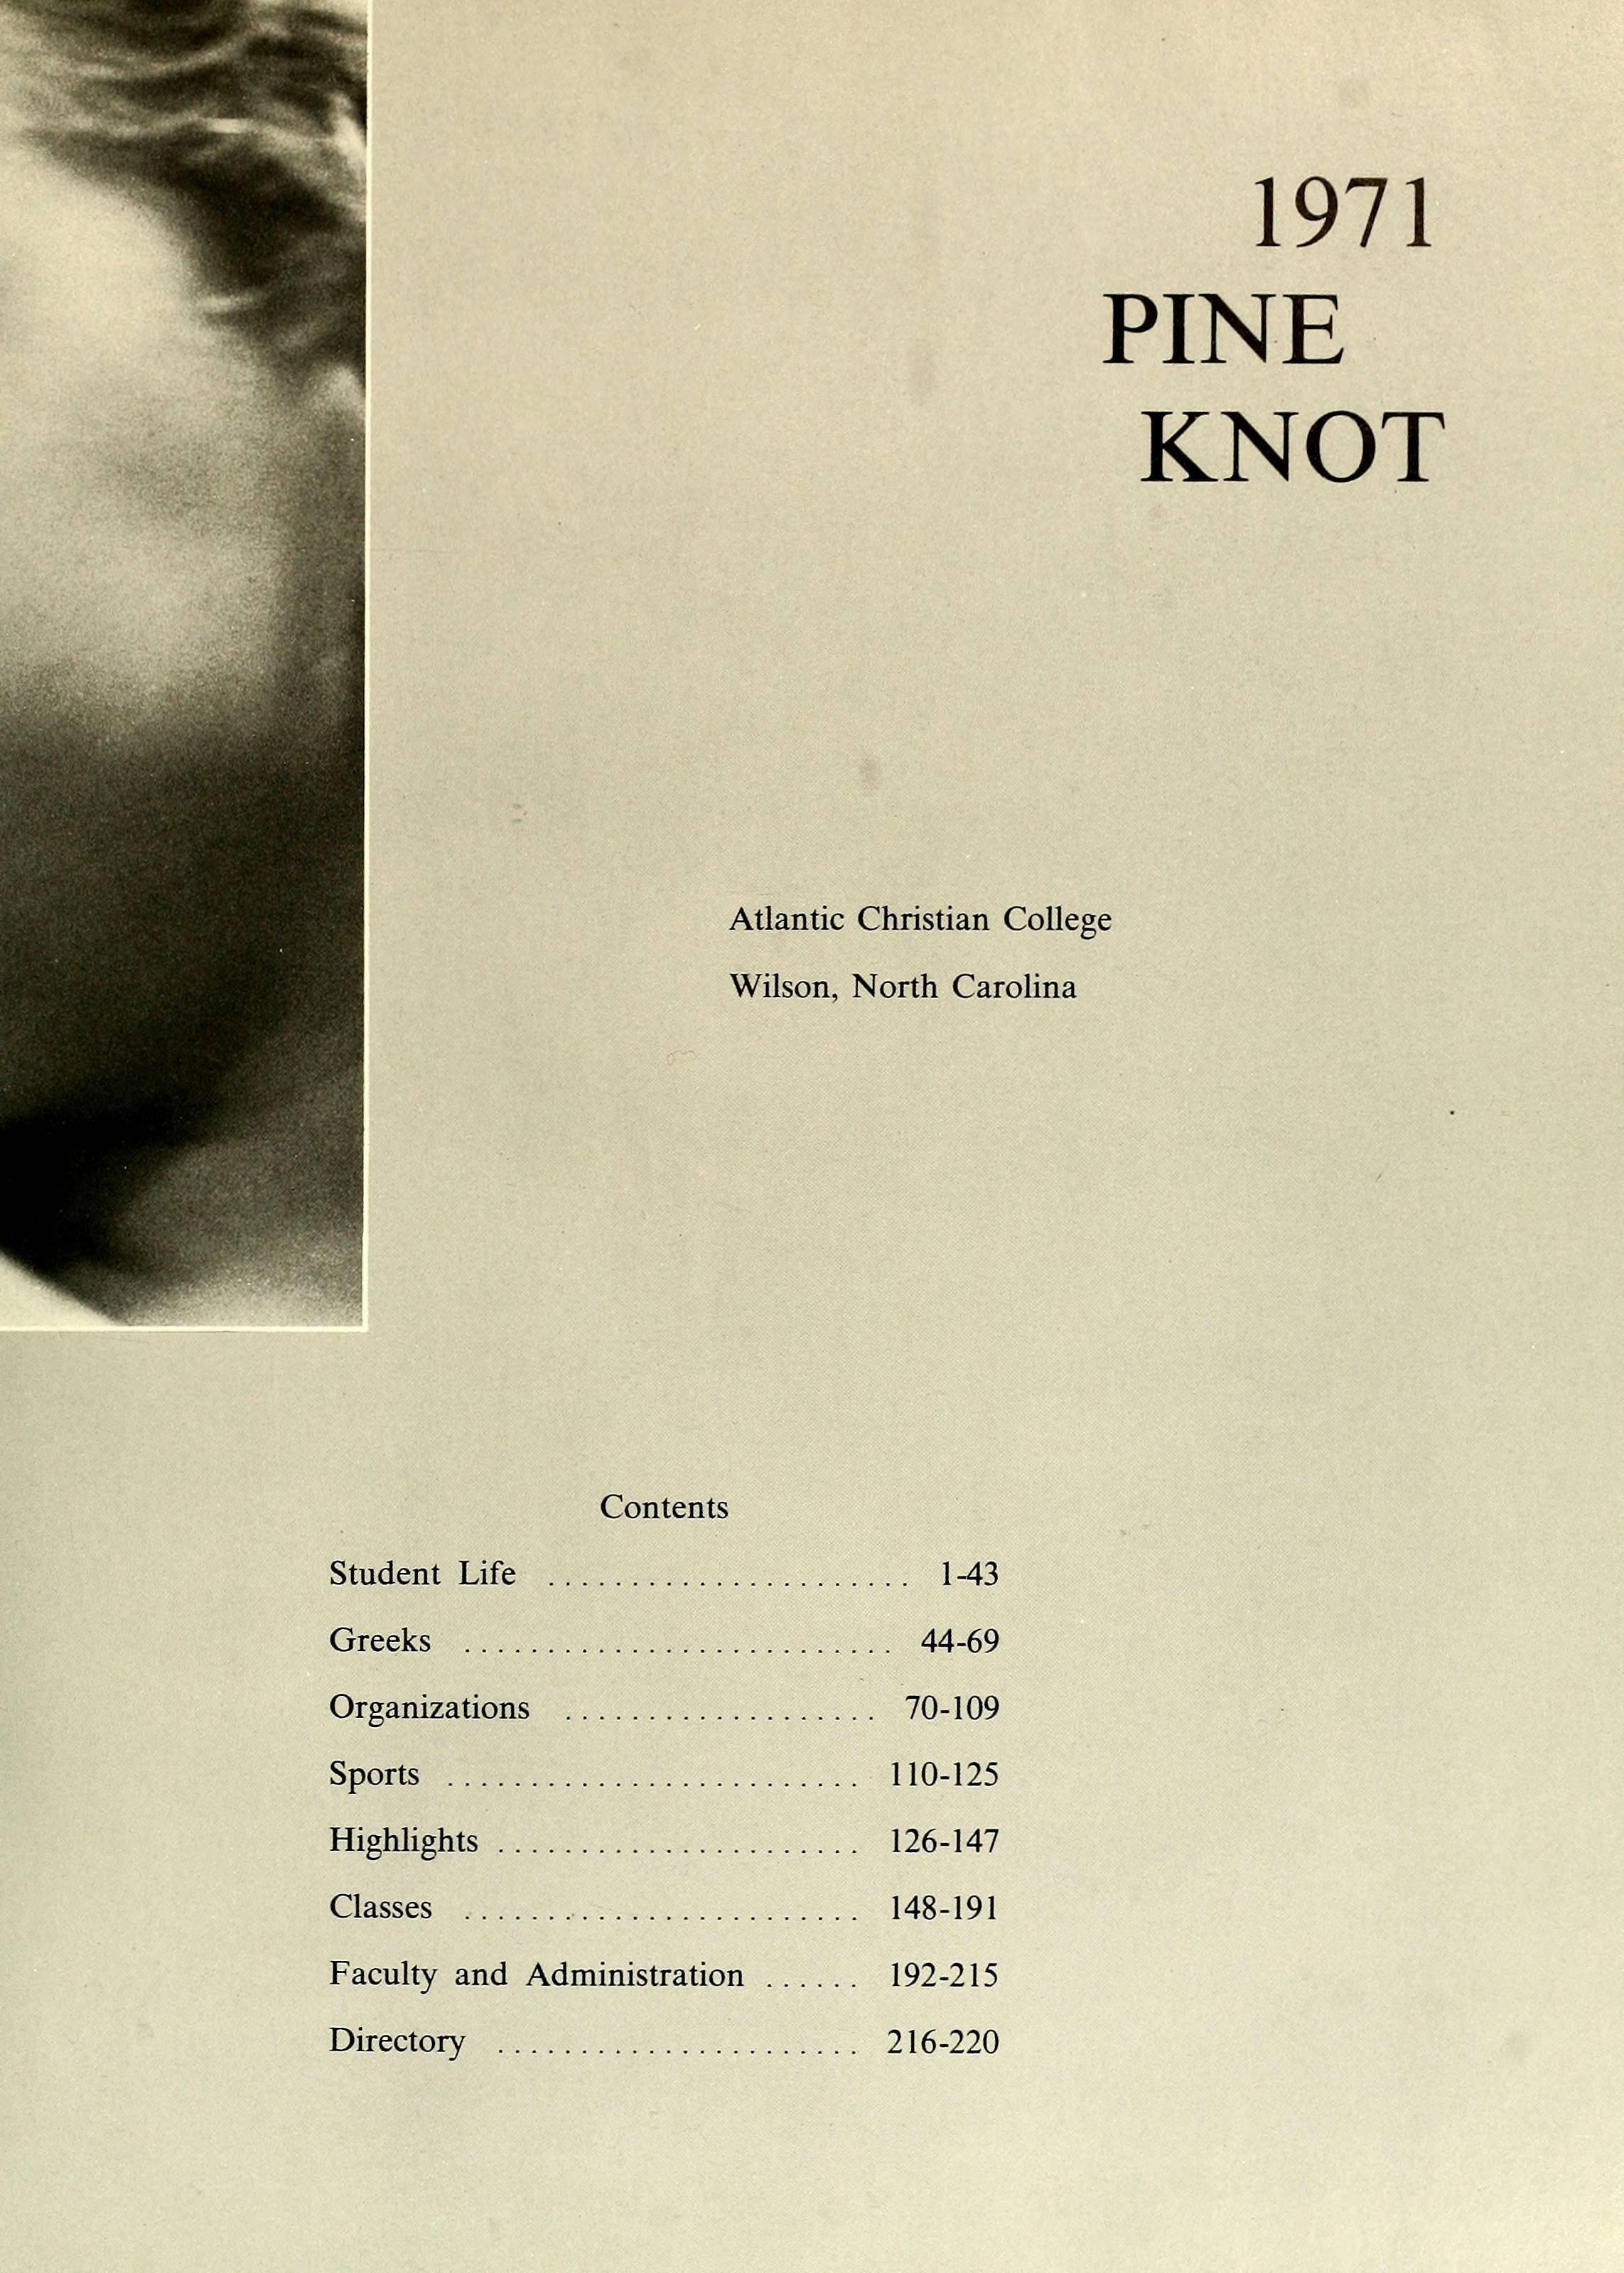 1971
PINE
KNOT
Atlantic Christian College
Wilson, North Carolina
Contents
Student Life ...................... 1-43
Greeks .......................... 44-69
Organizations ................... 70-109
Sports ......................... 110-125
Highlights ...................... 126-147
Classes ........................ 148-191
Faculty and Administration ...... 192-215
Directory ...................... 216-220